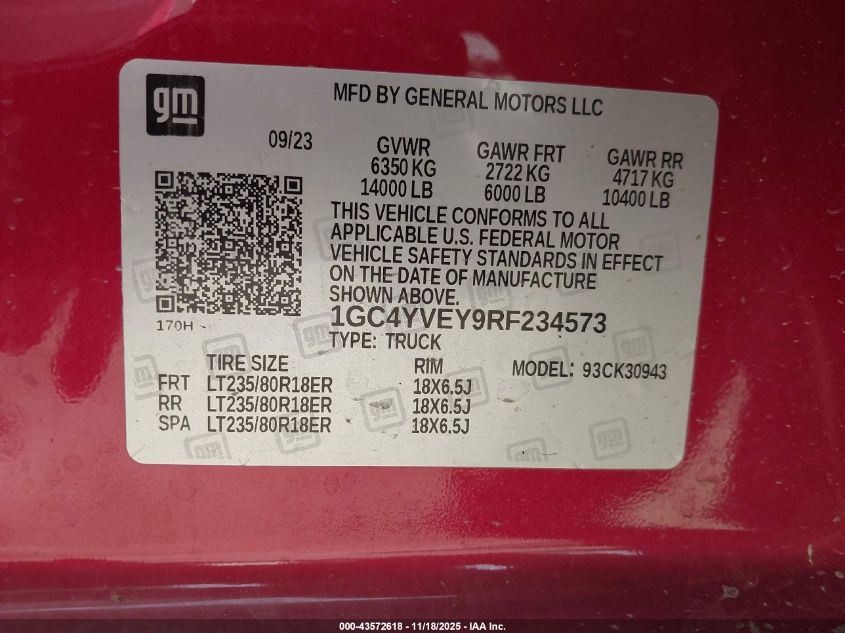 gm
MFD BY GENERAL MOTORS LLC
09/23
GVWR
6350 KG
14000 LB
GAWR FRT
2722 KG
6000 LB
GAWR RR
4717 KG
10400 LB
THIS VEHICLE CONFORMS TO ALL
APPLICABLE U.S. FEDERAL MOTOR
VEHICLE SAFETY STANDARDS IN EFFECT
ON THE DATE OF MANUFACTURE
SHOWN ABOVE.
170H -
1GC4YVEY9RF234573
TYPE: TRUCK
TIRE SIZE RIM MODEL: 93CK30943
FRT LT235/80R18ER 18X6.5J
RR LT235/80R18ER 18X6.5J
SPA LT235/80R18ER 18X6.5J
000-43572618 - 11/18/2025 - IAA Inc.